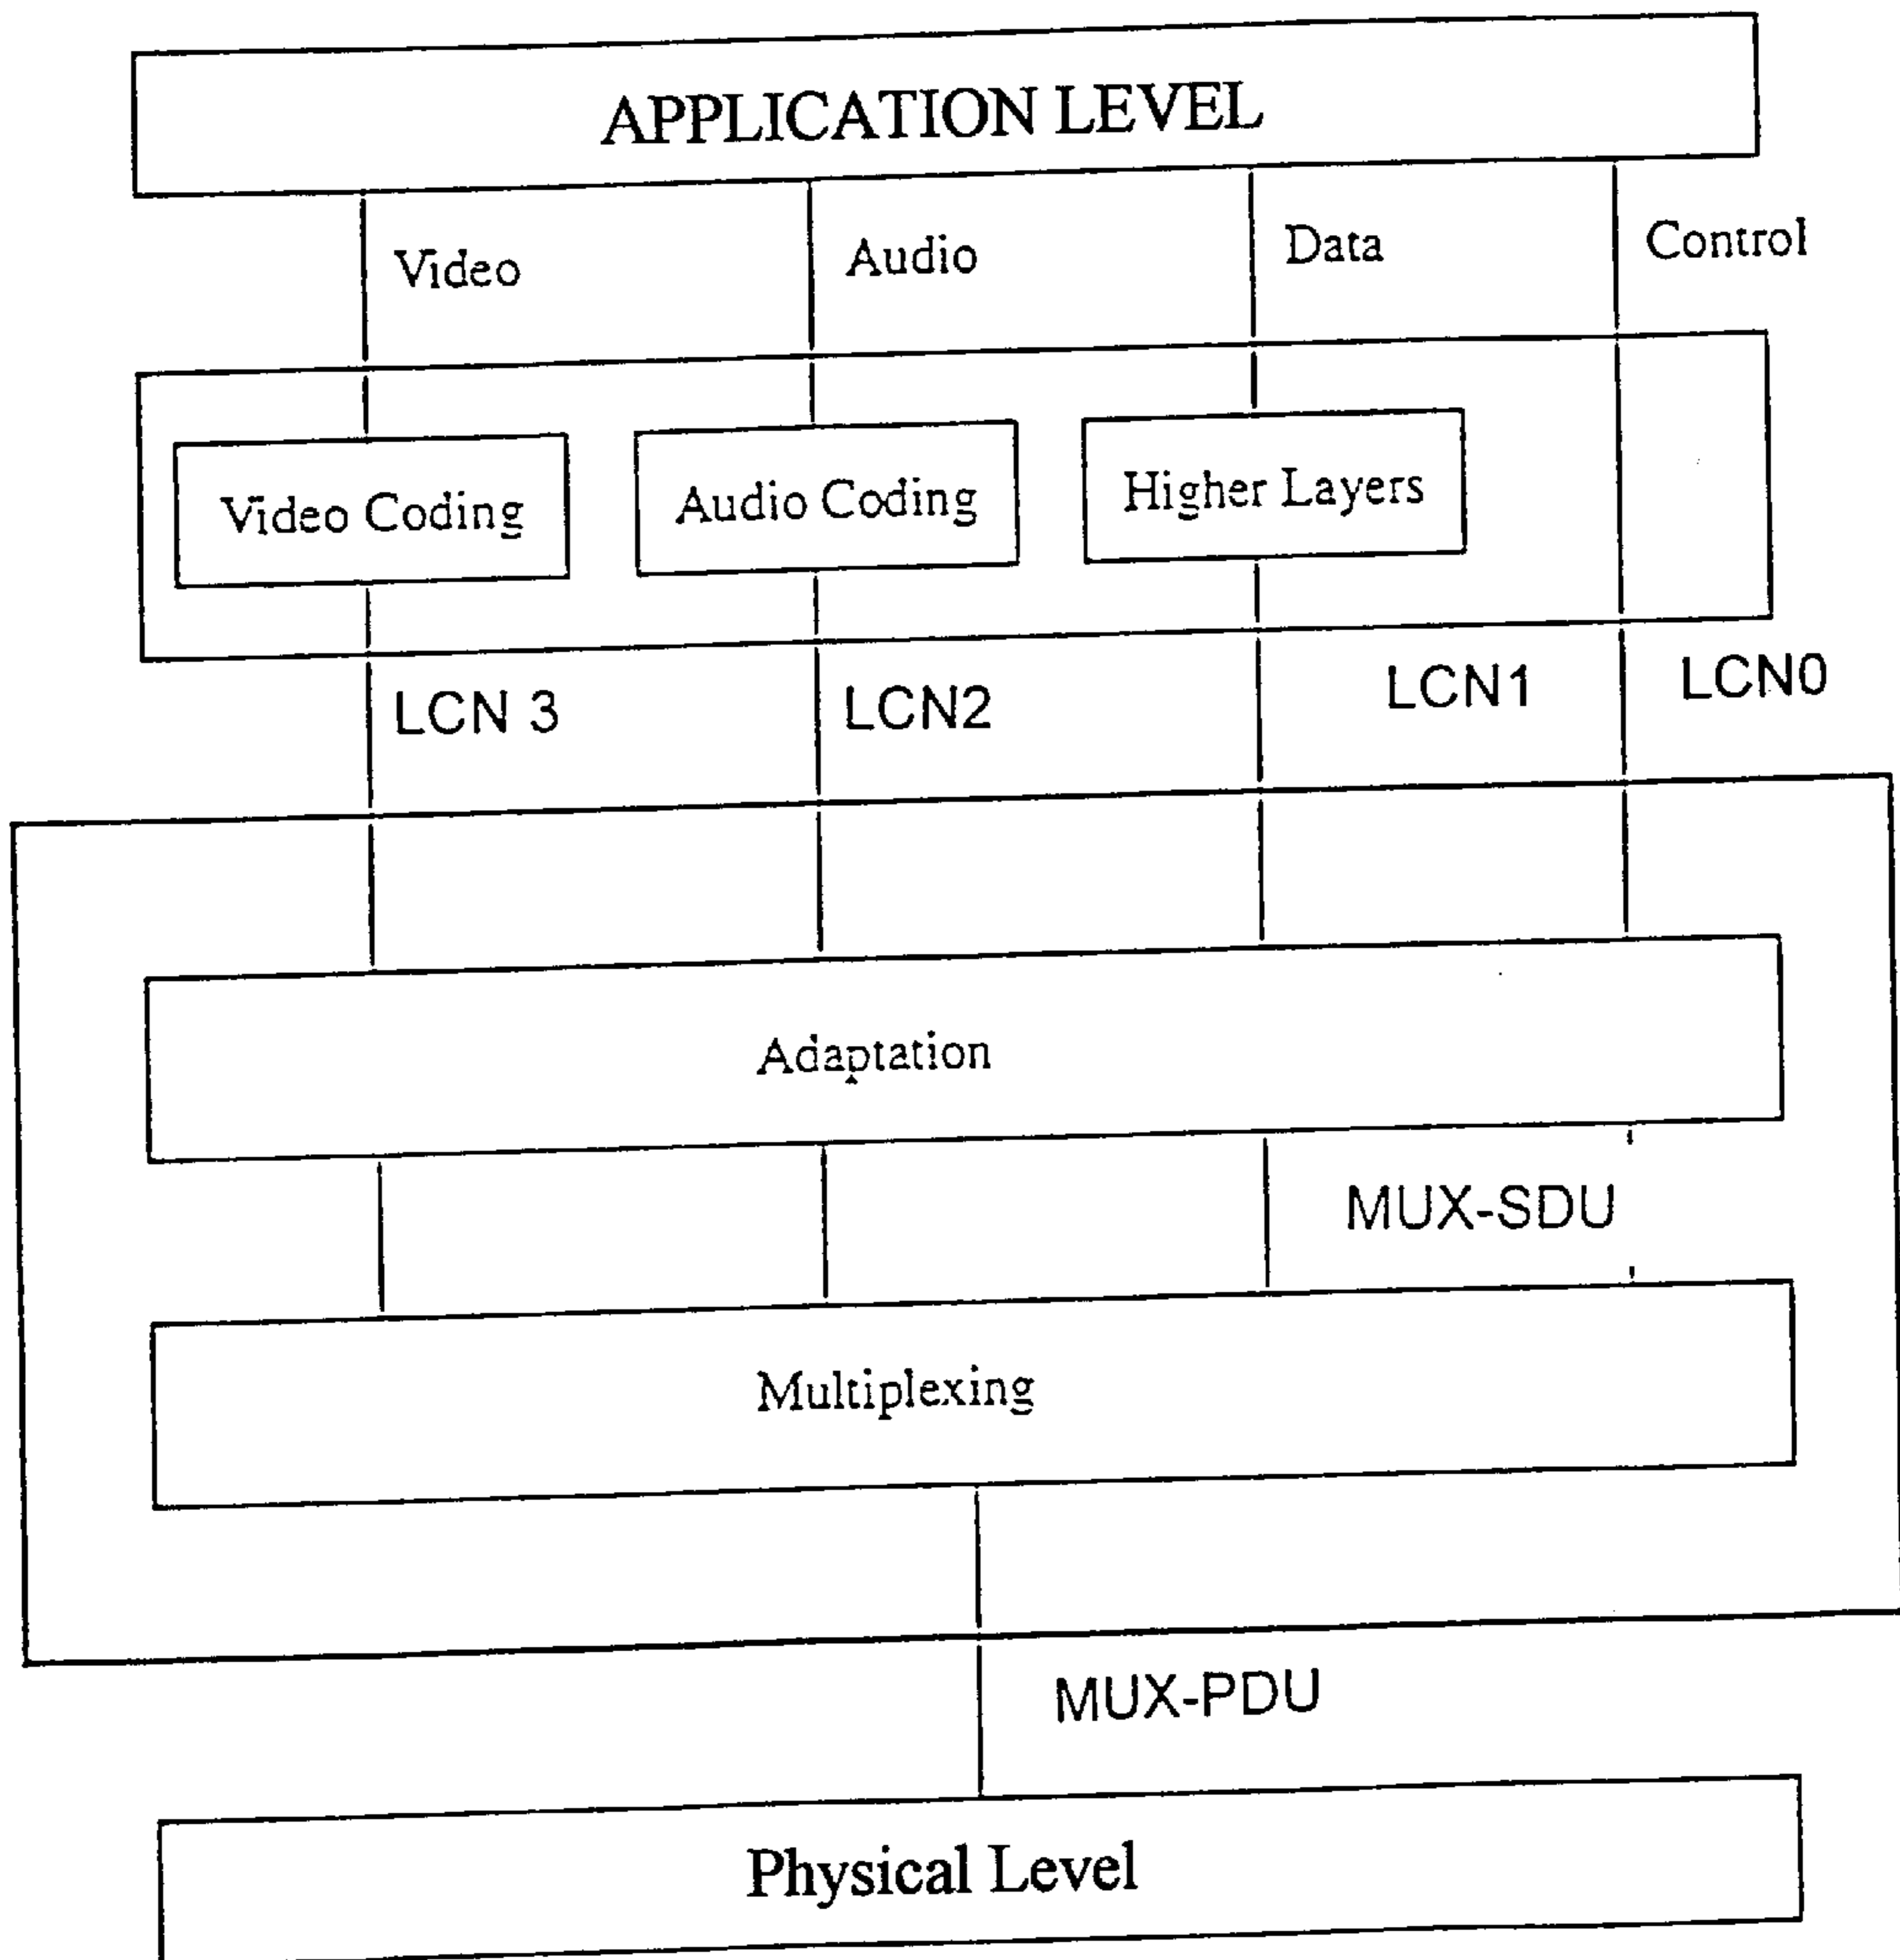 APPLICATION LEVEL
Video
Audio
Data
Control
Video Coding
Audio Coding
Higher Layers
LCN 3
LCN2
LCN1
LCN0
Adaptation
MUX-SDU
Multiplexing
MUX-PDU
Physical Level